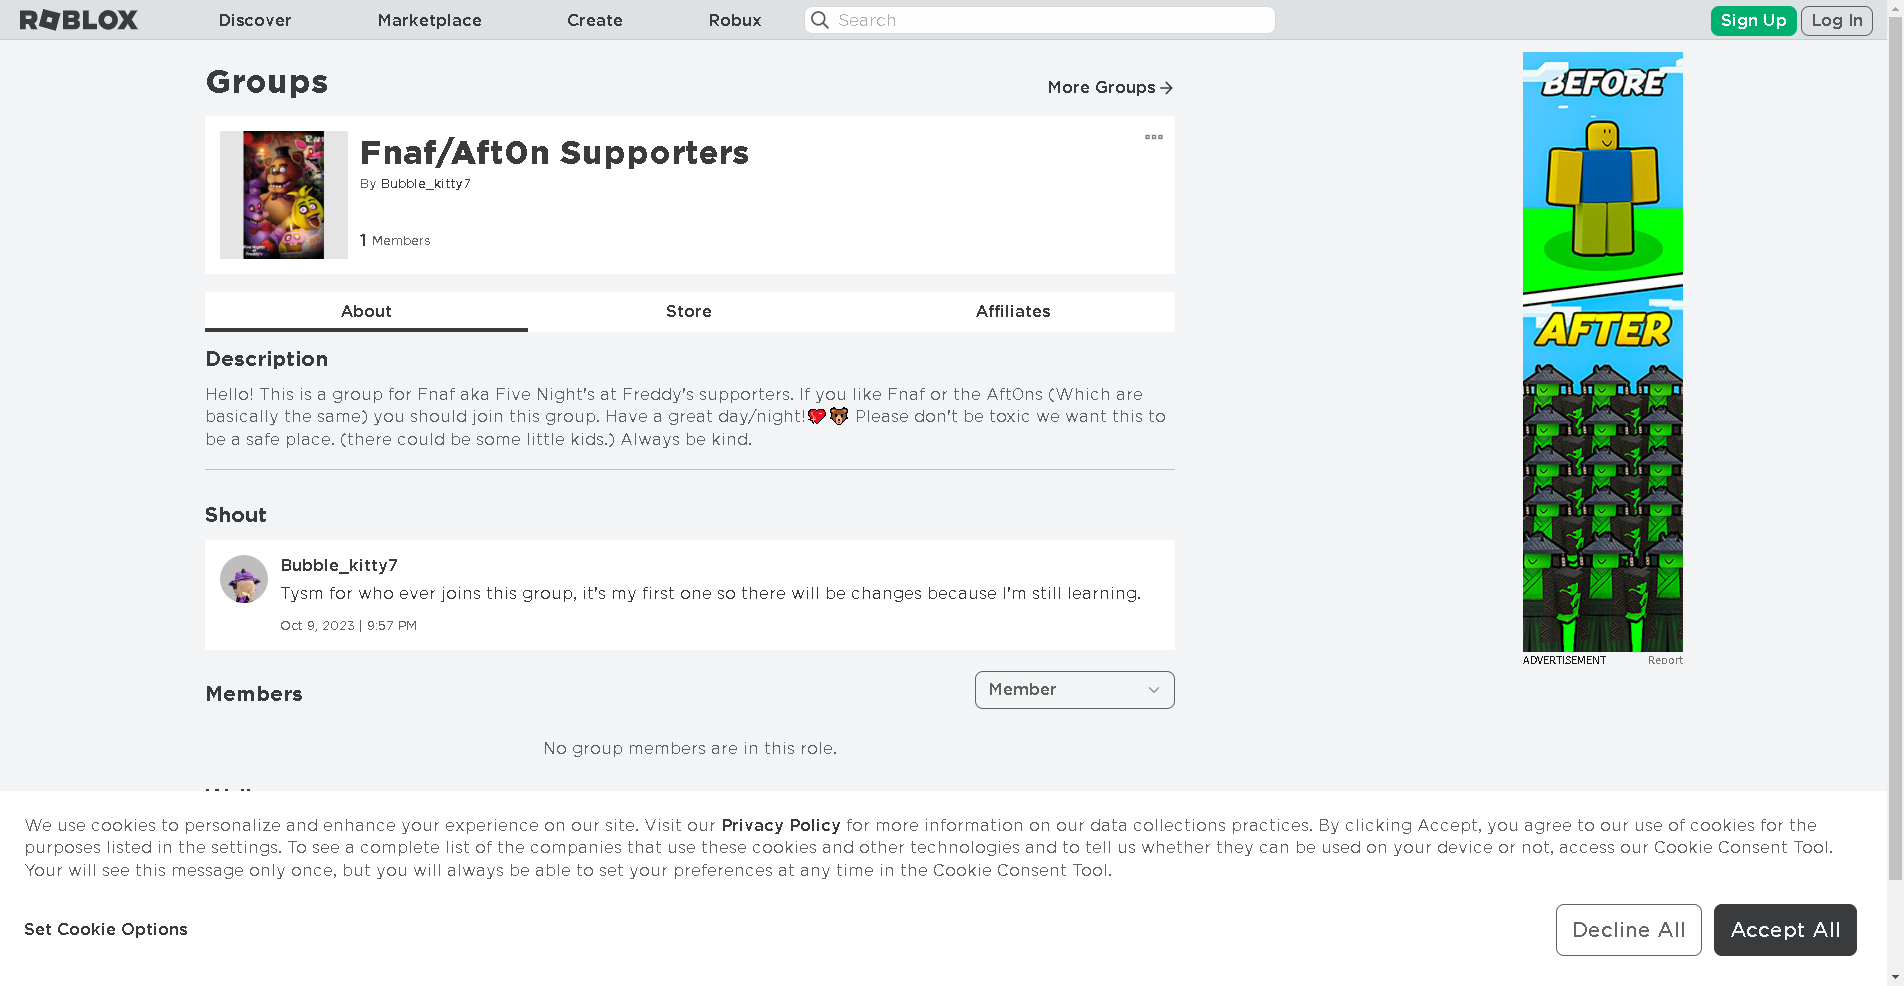 ROBLOX Discover Marketplace Create Robux Search Sign Up Log In
Groups
More Groups
Fnaf/Aft0n Supporters
By Bubble_kitty7
1 Members
About Store Affiliates
Description
Hello! This is a group for Fnaf aka Five Night's at Freddy's supporters. If you like Fnaf or the Aft0ns (Which are
basically the same) you should join this group. Have a great day/night!💖🐻 Please don't be toxic we want this to
be a safe place. (there could be some little kids.) Always be kind.
Shout
Bubble_kitty7
Tysm for who ever joins this group, it's my first one so there will be changes because I'm still learning.
Oct 9, 2023 | 9:57 PM
Members
Member
No group members are in this role.
BEFORE
AFTER
ADVERTISEMENT Report
We use cookies to personalize and enhance your experience on our site. Visit our Privacy Policy for more information on our data collections practices. By clicking Accept, you agree to our use of cookies for the
purposes listed in the settings. To see a complete list of the companies that use these cookies and other technologies and to tell us whether they can be used on your device or not, access our Cookie Consent Tool.
Your will see this message only once, but you will always be able to set your preferences at any time in the Cookie Consent Tool.
Set Cookie Options
Decline All Accept All